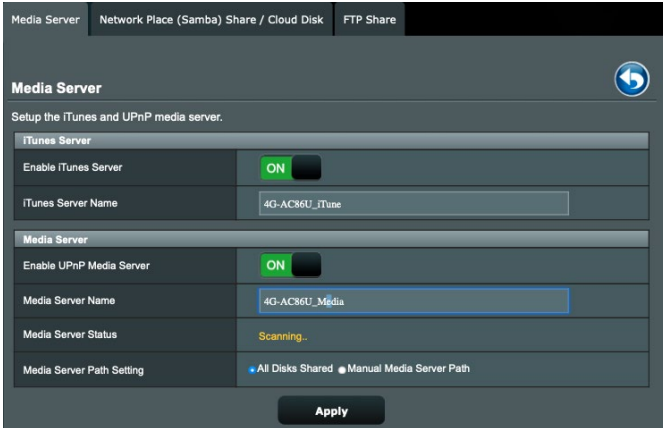 Media Server Network Place (Samba) Share / Cloud Disk FTP Share
Media Server
Setup the iTunes and UPnP media server.
iTunes Server
Enable iTunes Server ON
iTunes Server Name 4G-AC86U_iTune
Media Server
Enable UPnP Media Server ON
Media Server Name 4G-AC86U_Media
Media Server Status Scanning..
Media Server Path Setting All Disks Shared Manual Media Server Path
Apply